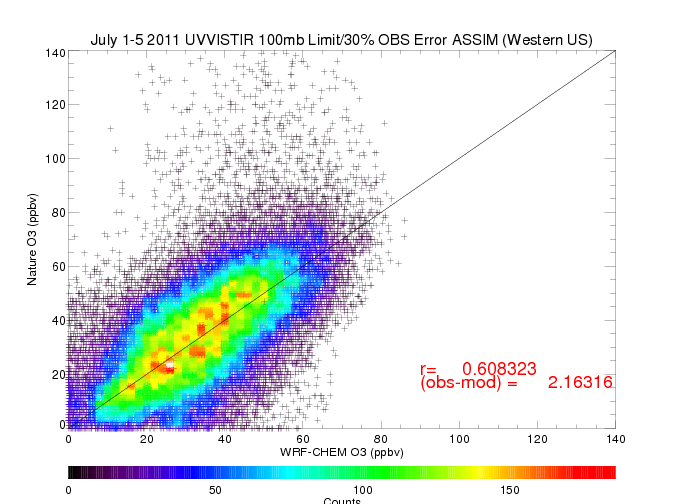 July 1-5 2011 UVVISTIR 100mb Limit/30% OBS Error ASSIM (Western US)
140
120
100
80
60
40
20
0
Nature O3 (ppbv)
r= 0.608323
(obs-mod) = 2.16316
0 20 40 60 80 100 120 140
WRF-CHEM O3 (ppbv)
0 50 100 150
Counts